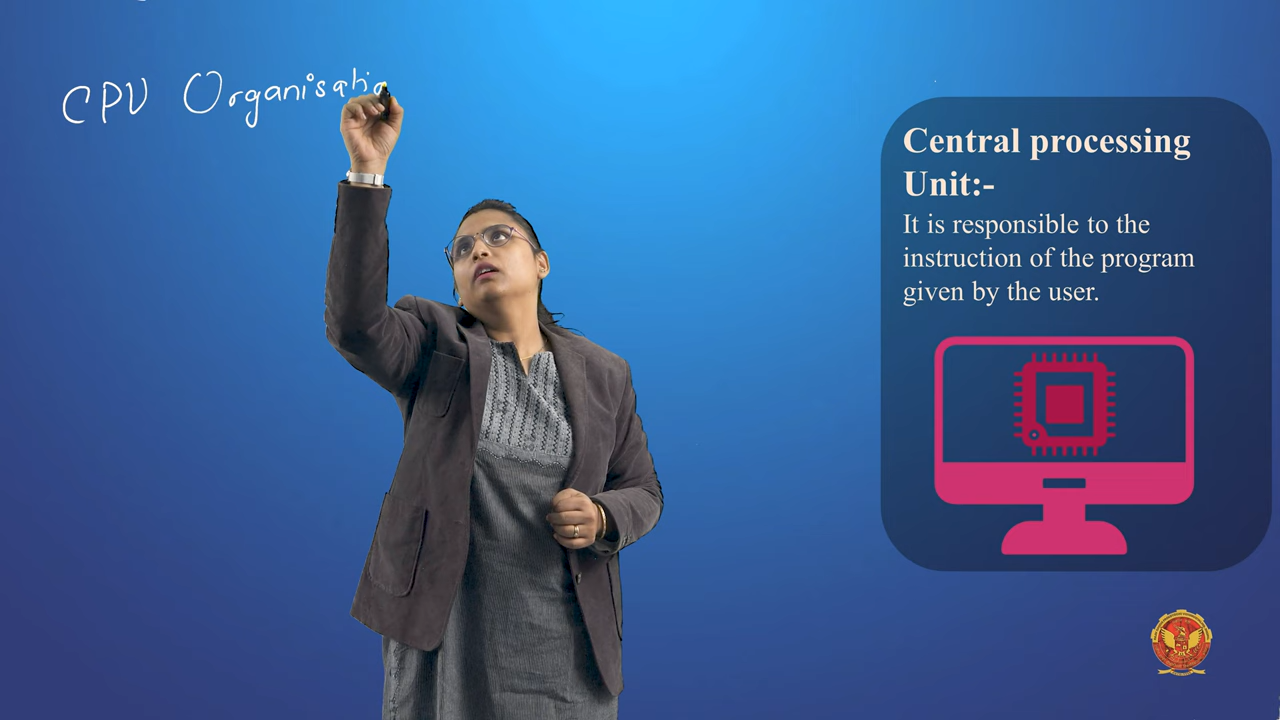 CPU Organisatio
Central processing
Unit:-
It is responsible to the
instruction of the program
given by the user.